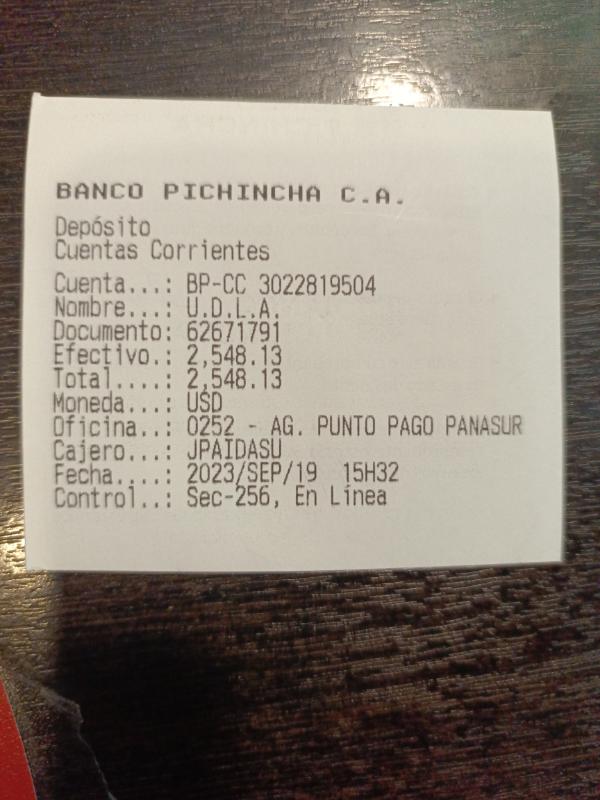 BANCO PICHINCHA C.A.
Depósito
Cuentas Corrientes
Cuenta...: BP-CC 3022819504
Nombre...: U.D.L.A.
Documento: 62671791
Efectivo.: 2,548.13
Total....: 2,548.13
Moneda...: USD
Oficina..: 0252 - AG. PUNTO PAGO PANASUR
Cajero...: JPAIDASU
Fecha....: 2023/SEP/19  15H32
Control..: Sec-256, En Línea